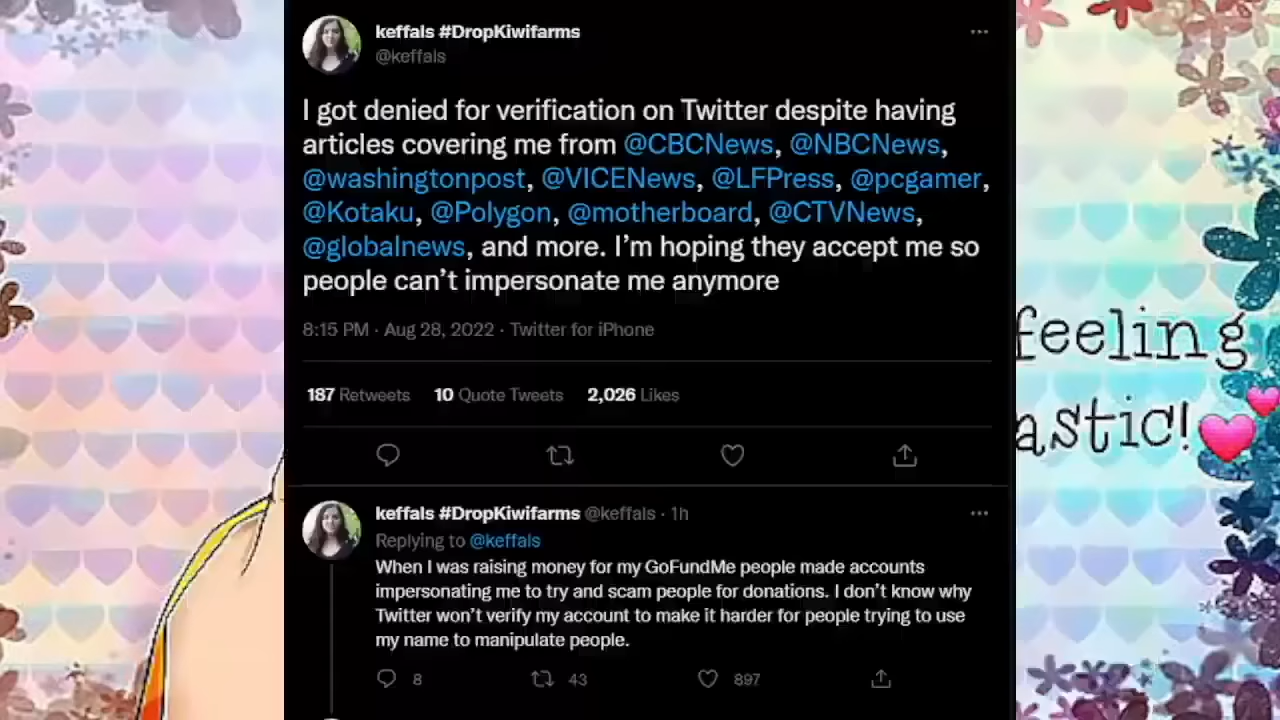 keffals #DropKiwifarms
@keffals
I got denied for verification on Twitter despite having
articles covering me from @CBCNews, @NBCNews,
@washingtonpost, @VICENews, @LFPress, @pcgamer,
@Kotaku, @Polygon, @motherboard, @CTVNews,
@globalnews, and more. I’m hoping they accept me so
people can’t impersonate me anymore
8:15 PM · Aug 28, 2022 · Twitter for iPhone
187 Retweets 10 Quote Tweets 2,026 Likes
keffals #DropKiwifarms @keffals · 1h
Replying to @keffals
When I was raising money for my GoFundMe people made accounts
impersonating me to try and scam people for donations. I don’t know why
Twitter won’t verify my account to make it harder for people trying to use
my name to manipulate people.
8 43 897
feeling
astic!